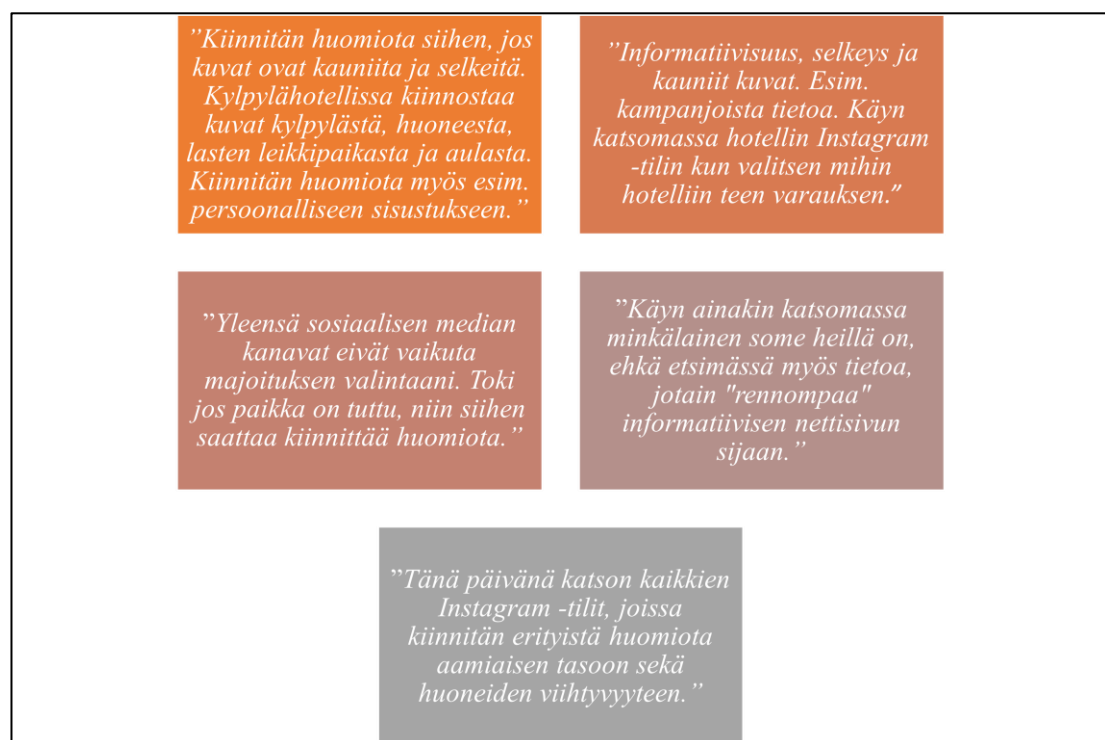 ”Kiinnitän huomiota siihen, jos
kuvat ovat kauniita ja selkeitä.
Kylpylähotellissa kiinnostaa
kuvat kylpylästä, huoneesta,
lasten leikkipaikasta ja aulasta.
Kiinnitän huomiota myös esim.
persoonalliseen sisustukseen.”
”Informatiivisuus, selkeys ja
kauniit kuvat. Esim.
kampanjoista tietoa. Käyn
katsomassa hotellin Instagram
-tilin kun valitsen mihin
hotelliin teen varauksen."
”Yleensä sosiaalisen median
kanavat eivät vaikuta
majoituksen valintaani. Toki
jos paikka on tuttu, niin siihen
saattaa kiinnittää huomiota.”
”Käyn ainakin katsomassa
minkälainen some heillä on,
ehkä etsimässä myös tietoa,
jotain "rennompaa"
informatiivisen nettisivun
sijaan.”
”Tänä päivänä katson kaikkien
Instagram -tilit, joissa
kiinnitän erityistä huomiota
aamiaisen tasoon sekä
huoneiden viihtyvyyteen.”